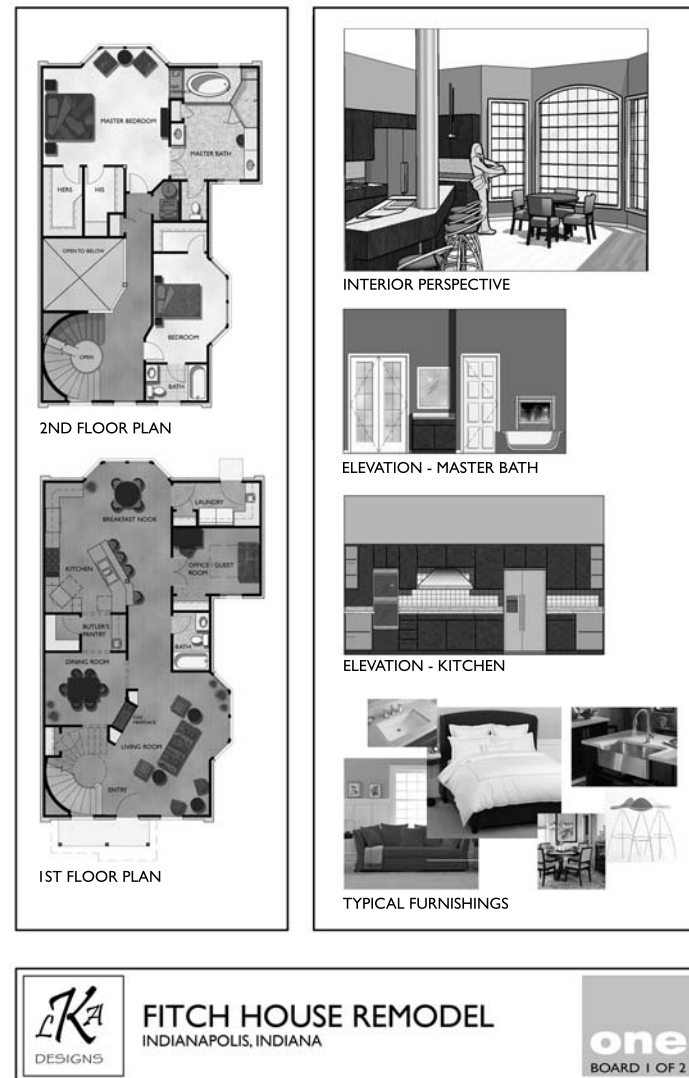 MASTER BEDROOM
MASTER BATH
HERS
HIS
OPEN TO BELOW
BEDROOM
OPEN
BATH
2ND FLOOR PLAN
LAUNDRY
BREAKFAST NOOK
OFFICE / GUEST
ROOM
KITCHEN
BUTLER'S
PANTRY
BATH
DINING ROOM
FIREPLACE
LIVING ROOM
ENTRY
1ST FLOOR PLAN
INTERIOR PERSPECTIVE
ELEVATION - MASTER BATH
ELEVATION - KITCHEN
TYPICAL FURNISHINGS
LKA
DESIGNS
FITCH HOUSE REMODEL
INDIANAPOLIS, INDIANA
one
BOARD 1 OF 2